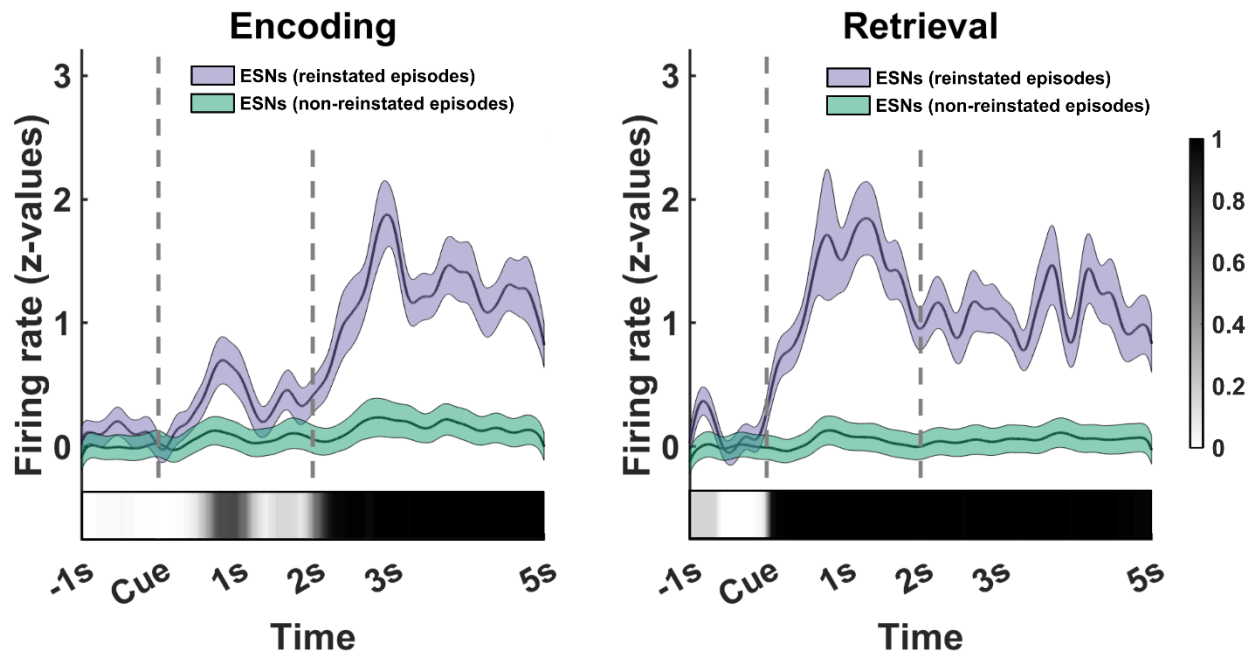 Encoding
Firing rate (z-values)
3
2
1
0
ESNs (reinstated episodes)
ESNs (non-reinstated episodes)
-1s
Cue
1s
2s
3s
5s
Time
Retrieval
Firing rate (z-values)
3
2
1
0
ESNs (reinstated episodes)
ESNs (non-reinstated episodes)
-1s
Cue
1s
2s
3s
5s
Time
1
0.8
0.6
0.4
0.2
0